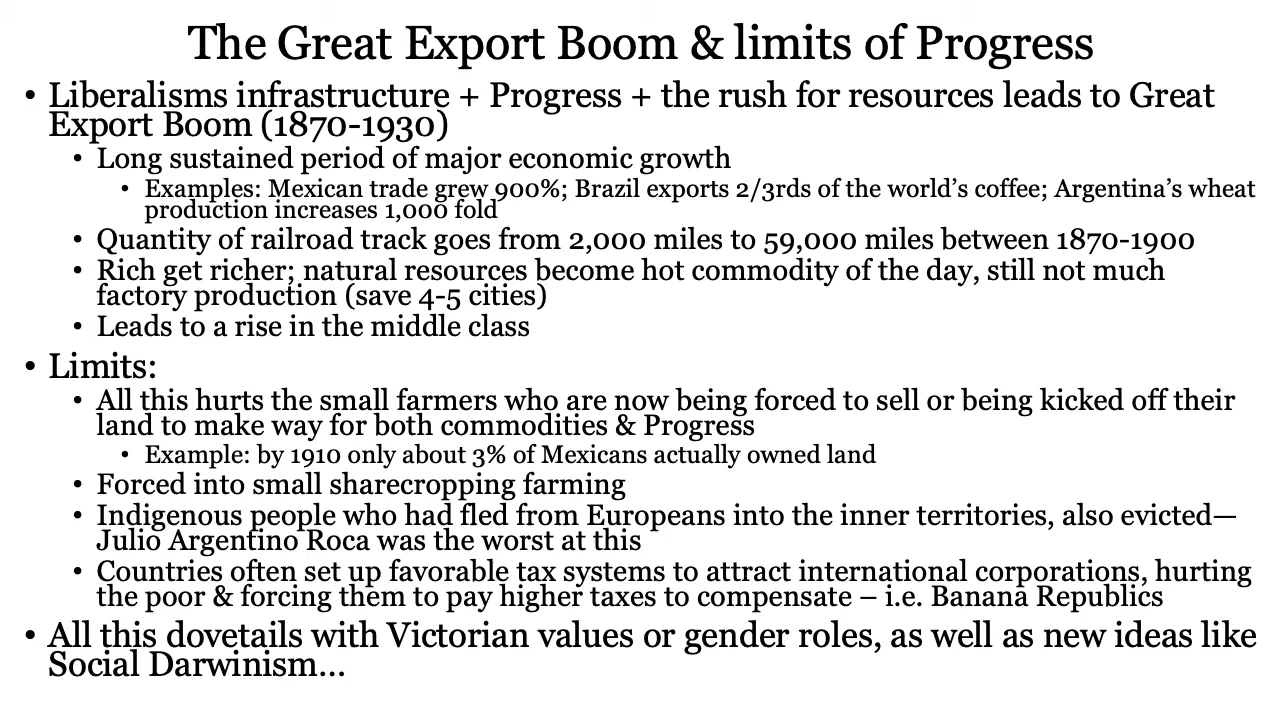 The Great Export Boom & limits of Progress
• Liberalisms infrastructure + Progress + the rush for resources leads to Great
Export Boom (1870-1930)
• Long sustained period of major economic growth
• Examples: Mexican trade grew 900%; Brazil exports 2/3rds of the world’s coffee; Argentina’s wheat
production increases 1,000 fold
• Quantity of railroad track goes from 2,000 miles to 59,000 miles between 1870-1900
• Rich get richer; natural resources become hot commodity of the day, still not much
factory production (save 4-5 cities)
• Leads to a rise in the middle class
• Limits:
• All this hurts the small farmers who are now being forced to sell or being kicked off their
land to make way for both commodities & Progress
• Example: by 1910 only about 3% of Mexicans actually owned land
• Forced into small sharecropping farming
• Indigenous people who had fled from Europeans into the inner territories, also evicted—
Julio Argentino Roca was the worst at this
• Countries often set up favorable tax systems to attract international corporations, hurting
the poor & forcing them to pay higher taxes to compensate – i.e. Banana Republics
• All this dovetails with Victorian values or gender roles, as well as new ideas like
Social Darwinism…